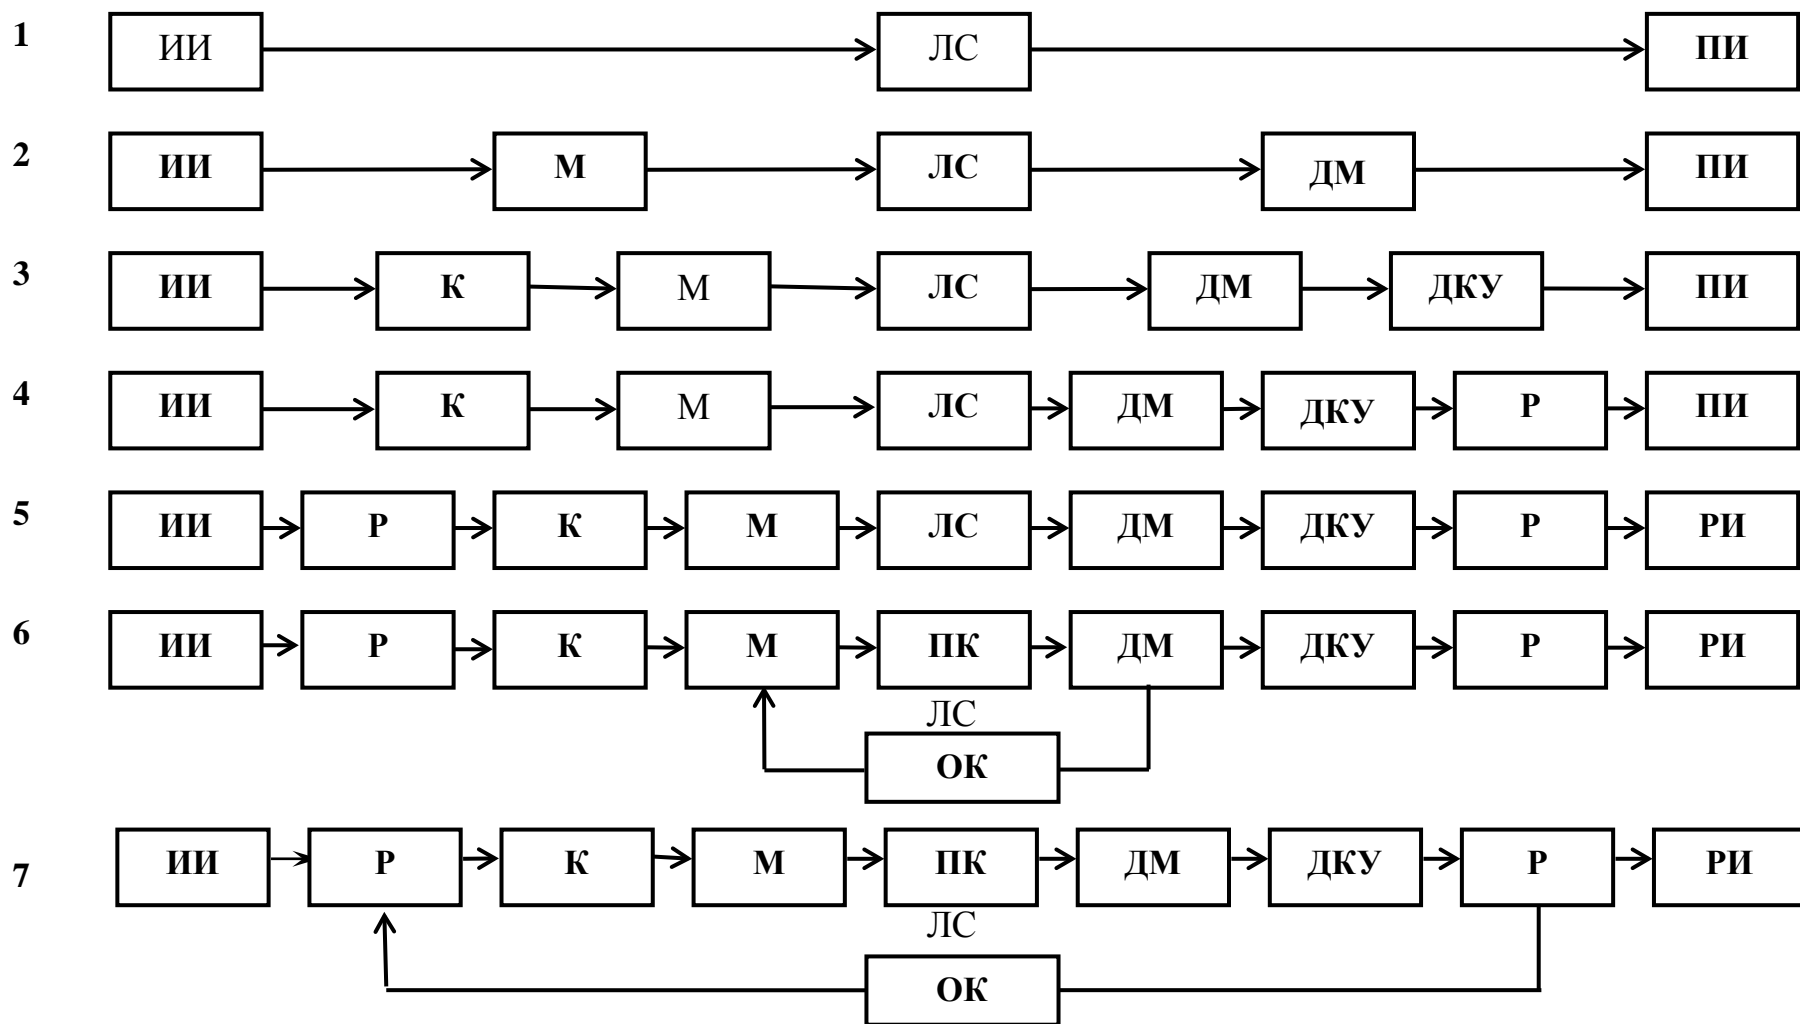 1 ИИ ЛС ПИ
2 ИИ М ЛС ДМ ПИ
3 ИИ К М ЛС ДМ ДКУ ПИ
4 ИИ К М ЛС ДМ ДКУ Р ПИ
5 ИИ Р К М ЛС ДМ ДКУ Р РИ
6 ИИ Р К М ПК ДМ ДКУ Р РИ
ЛС
ОК
7 ИИ Р К М ПК ДМ ДКУ Р РИ
ЛС
ОК